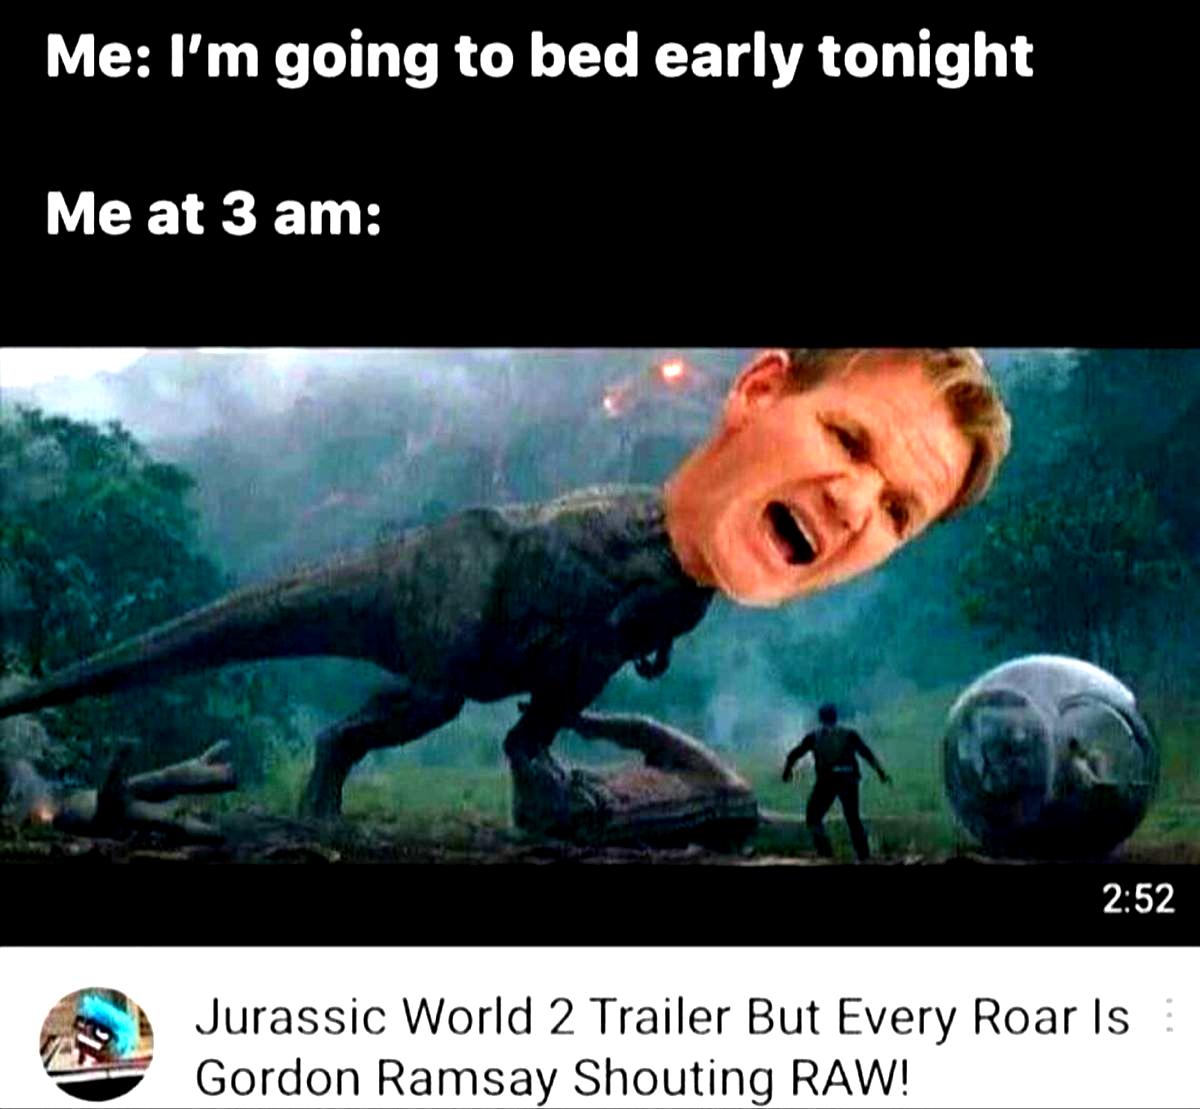 Me: I'm going to bed early tonight
Me at 3 am:
2:52
Jurassic World 2 Trailer But Every Roar Is
Gordon Ramsay Shouting RAW!